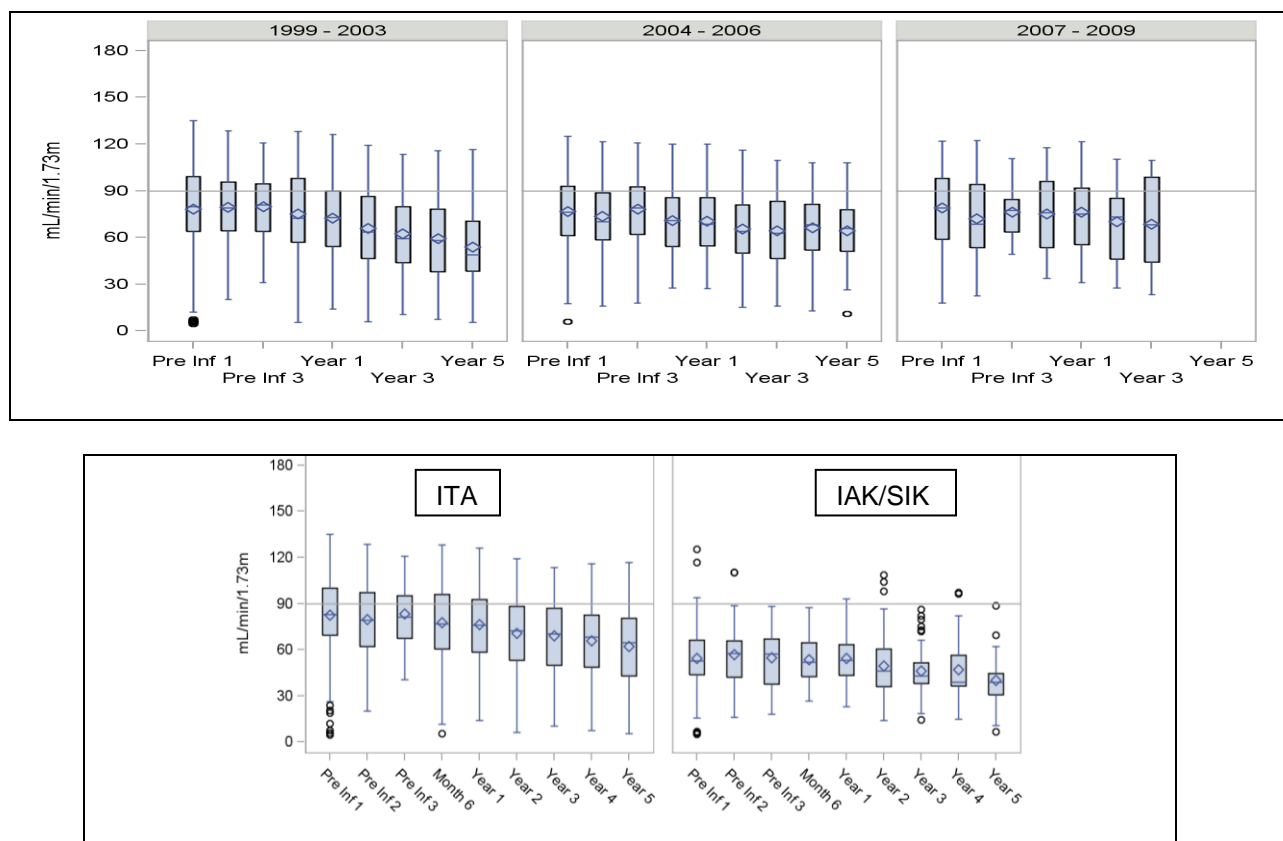 1999 - 2003
2004 - 2006
2007 - 2009
mL/min/1.73m
180
150
120
90
60
30
0
Pre Inf 1 Year 1 Year 5
Pre Inf 3 Year 3
Pre Inf 1 Year 1 Year 5
Pre Inf 3 Year 3
Pre Inf 1 Year 1 Year 5
Pre Inf 3 Year 3
ITA
IAK/SIK
mL/min/1.73m
180
150
120
90
60
30
0
Pre Inf 1
Pre Inf 2
Pre Inf 3
Month 6
Year 1
Year 2
Year 3
Year 4
Year 5
Pre Inf 1
Pre Inf 2
Pre Inf 3
Month 6
Year 1
Year 2
Year 3
Year 4
Year 5